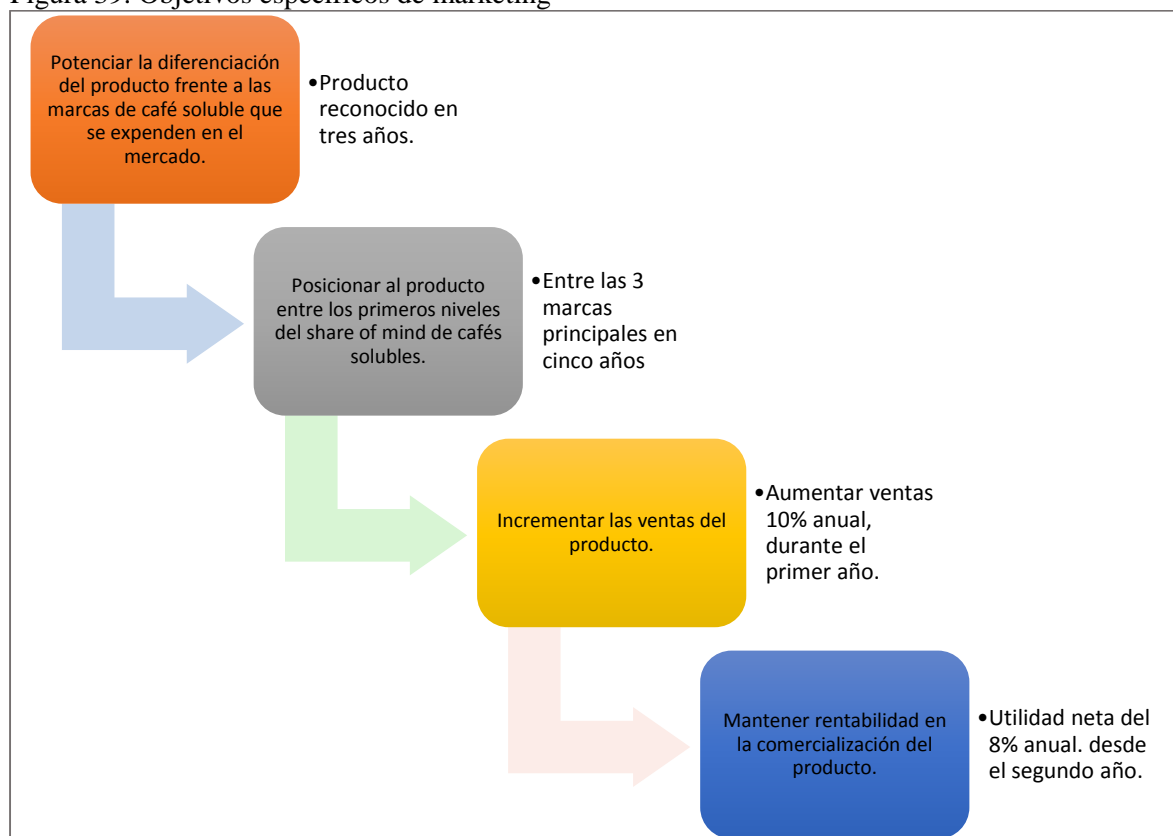 Figura 39. Objetivos específicos de marketing
Potenciar la diferenciación
del producto frente a las
marcas de café soluble que
se expenden en el
mercado.
•Producto
reconocido en
tres años.
Posicionar al producto
entre los primeros niveles
del share of mind de cafés
solubles.
•Entre las 3
marcas
principales en
cinco años
Incrementar las ventas del
producto.
•Aumentar ventas
10% anual,
durante el
primer año.
Mantener rentabilidad en
la comercialización del
producto.
•Utilidad neta del
8% anual. desde
el segundo año.